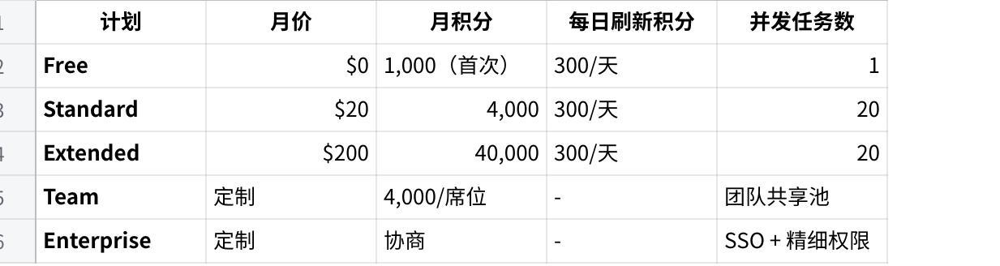 计划 月价 月积分 每日刷新积分 并发任务数
2 Free $0 1,000（首次） 300/天 1
Standard $20 4,000 300/天 20
Extended $200 40,000 300/天 20
Team 定制 4,000/席位 - 团队共享池
Enterprise 定制 协商 - SSO + 精细权限